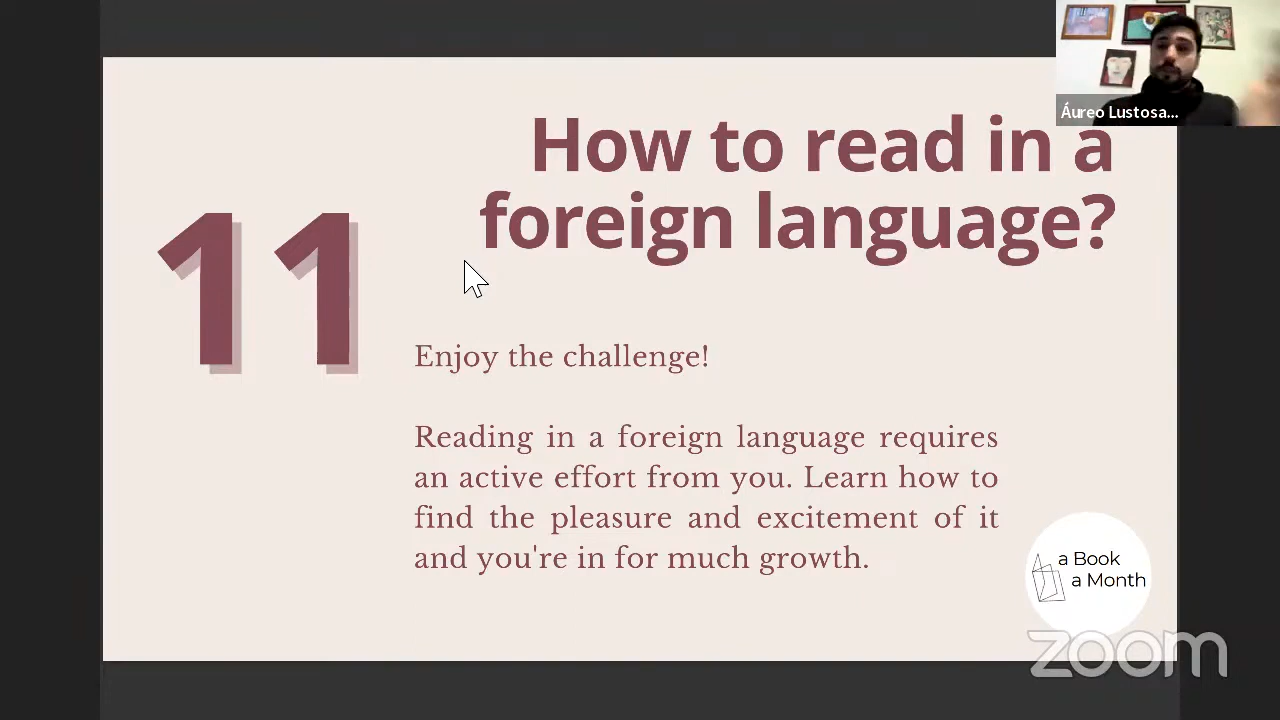 Áureo Lustosa...
How to read in a
foreign language?
11
Enjoy the challenge!
Reading in a foreign language requires
an active effort from you. Learn how to
find the pleasure and excitement of it
and you're in for much growth.
a Book
a Month
zoom